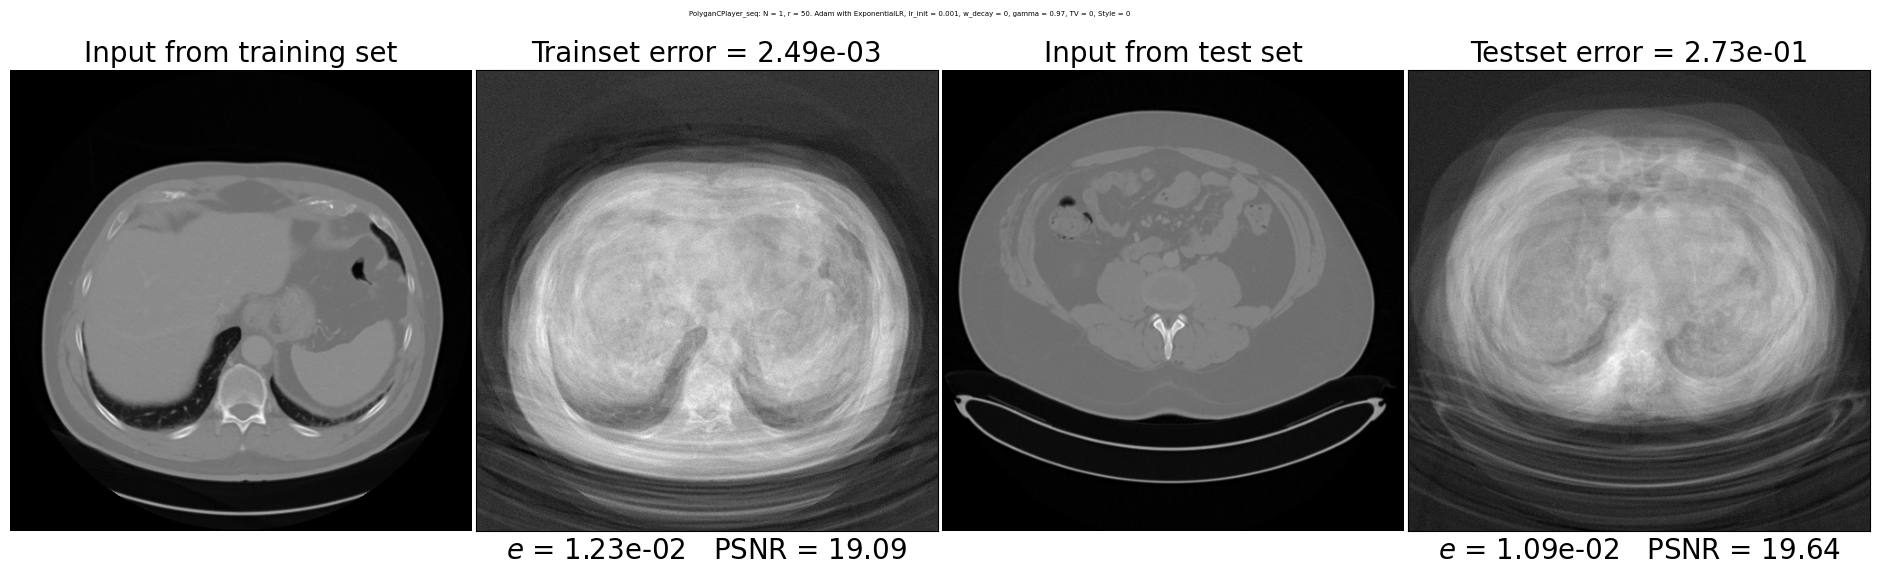 PolyganCPlayer_seq: N = 1, r = 50. Adam with ExponentialLR, lr_init = 0.001, w_decay = 0, gamma = 0.97, TV = 0, Style = 0
Input from training set
Trainset error = 2.49e-03
Input from test set
Testset error = 2.73e-01
e = 1.23e-02 PSNR = 19.09
e = 1.09e-02 PSNR = 19.64